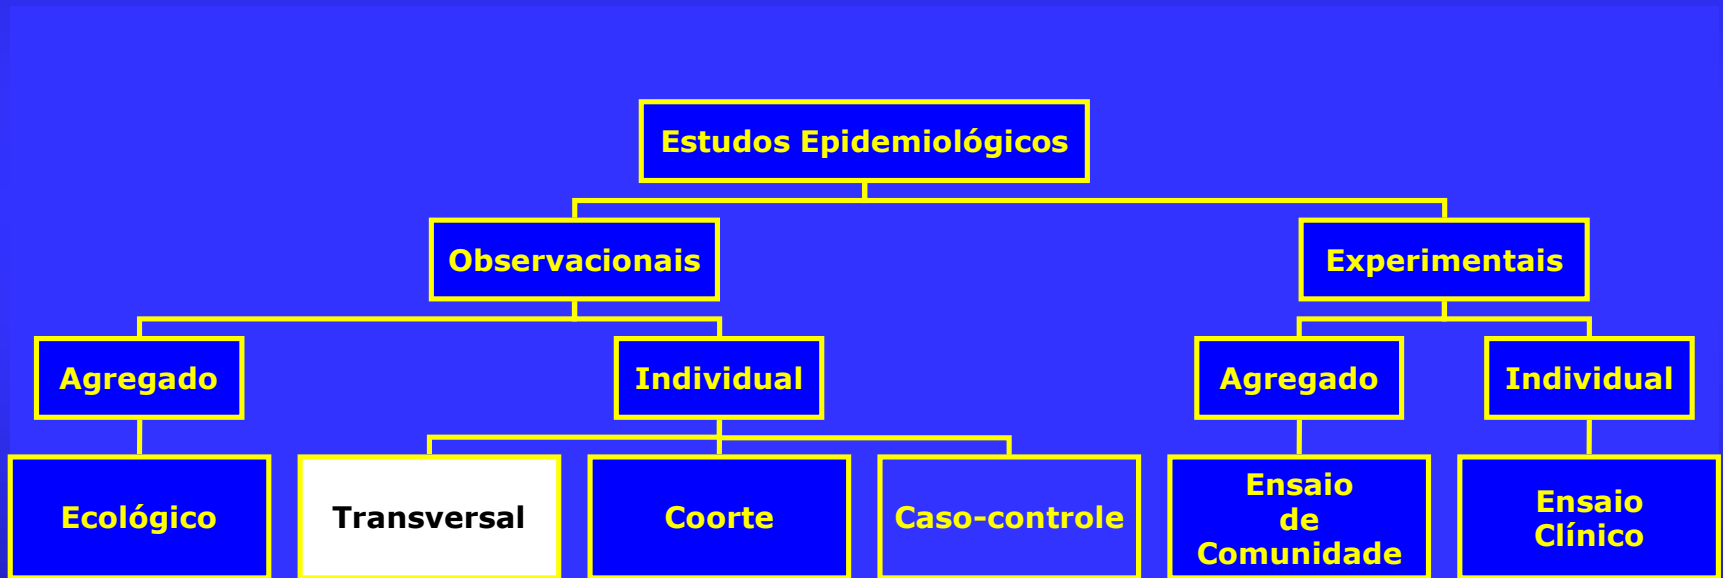 Estudos Epidemiológicos
Observacionais
Experimentais
Agregado
Individual
Agregado
Individual
Ecológico
Transversal
Coorte
Caso-controle
Ensaio
de
Comunidade
Ensaio
Clínico